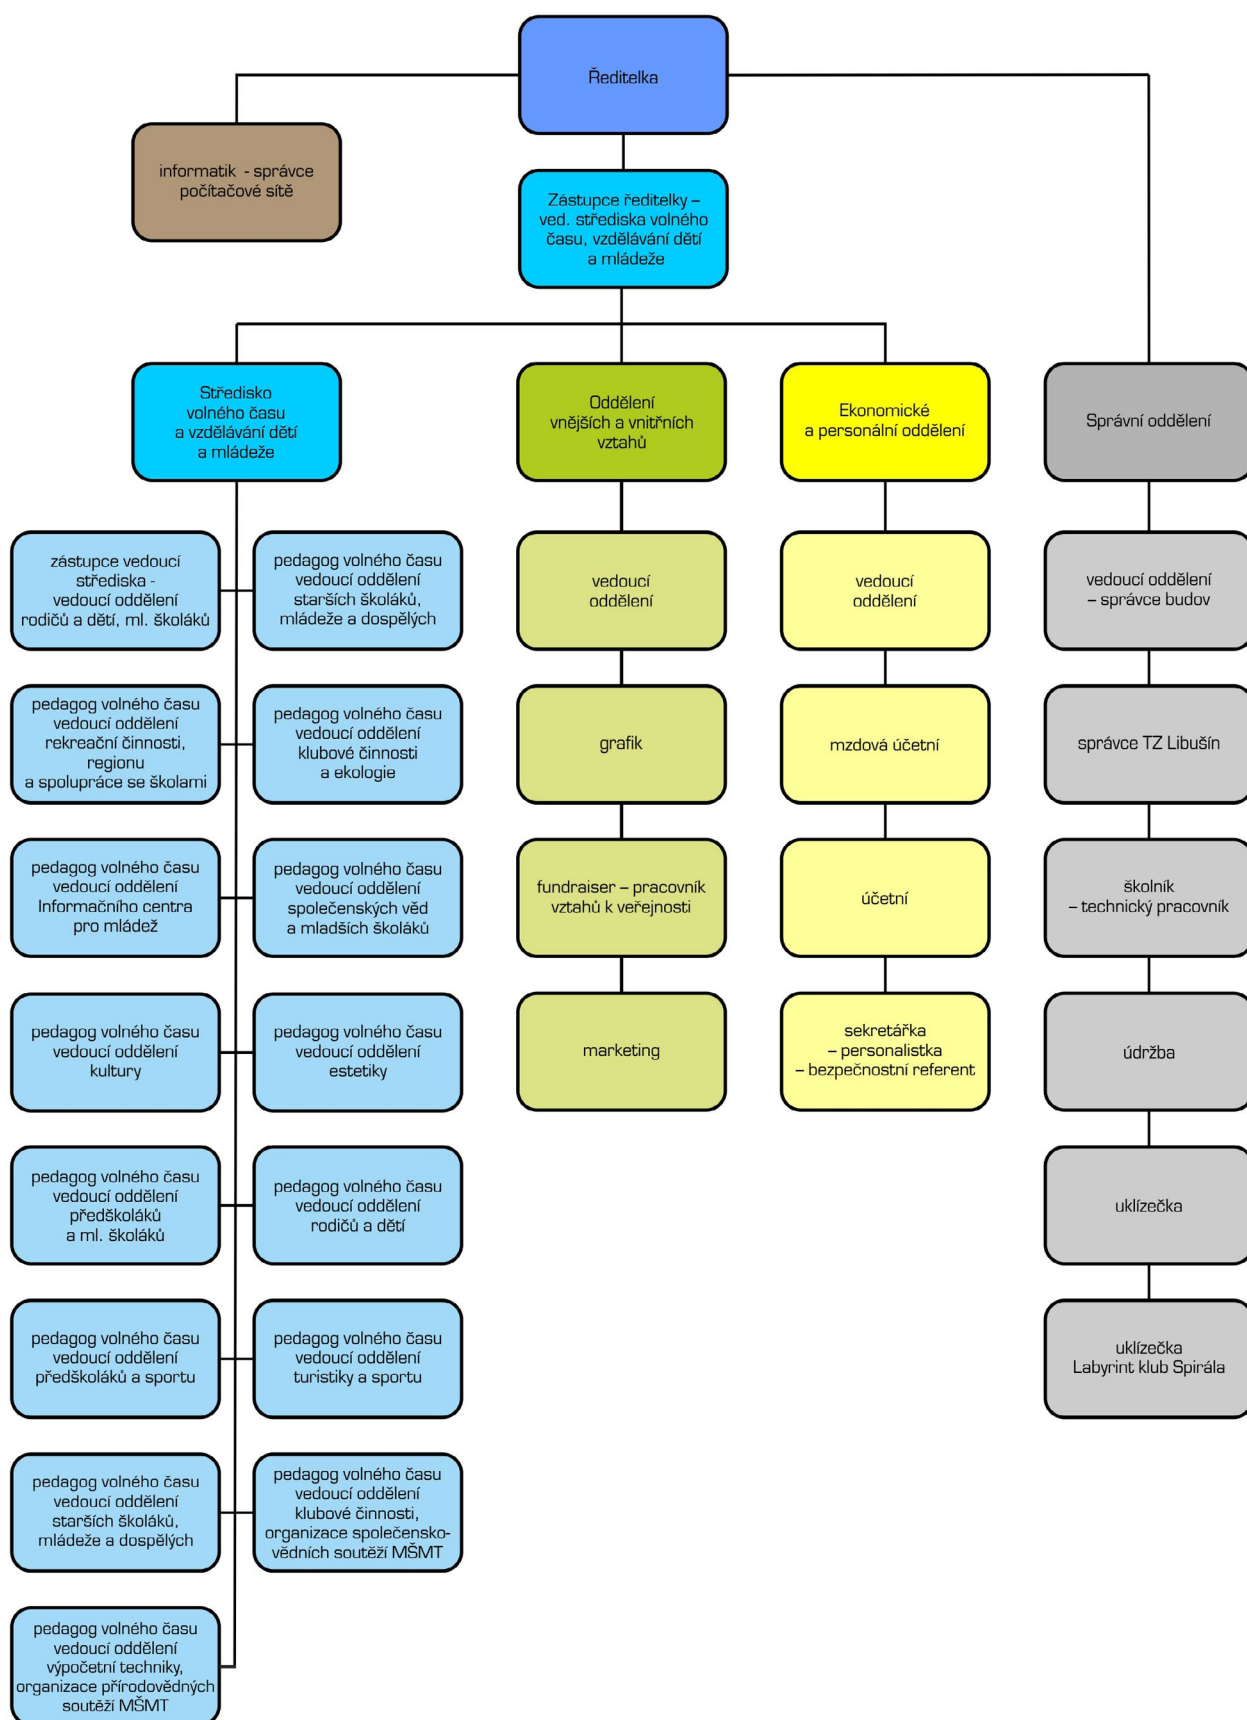 Ředitelka
informatik - správce
počítačové sítě
Zástupce ředitelky –
ved. střediska volného
času, vzdělávání dětí
a mládeže
Středisko
volného času
a vzdělávání dětí
a mládeže
Oddělení
vnějších a vnitřních
vztahů
Ekonomické
a personální oddělení
Správní oddělení
zástupce vedoucí
střediska -
vedoucí oddělení
rodičů a dětí, ml. školáků
pedagog volného času
vedoucí oddělení
starších školáků,
mládeže a dospělých
vedoucí
oddělení
vedoucí
oddělení
vedoucí oddělení
– správce budov
pedagog volného času
vedoucí oddělení
rekreační činnosti,
regionu
a spolupráce se školami
pedagog volného času
vedoucí oddělení
klubové činnosti
a ekologie
grafik
mzdová účetní
správce TZ Libušín
pedagog volného času
vedoucí oddělení
Informačního centra
pro mládež
pedagog volného času
vedoucí oddělení
společenských věd
a mladších školáků
fundraiser – pracovník
vztahů k veřejnosti
účetní
školník
– technický pracovník
pedagog volného času
vedoucí oddělení
kultury
pedagog volného času
vedoucí oddělení
estetiky
marketing
sekretářka
– personalistka
– bezpečnostní referent
údržba
pedagog volného času
vedoucí oddělení
předškoláků
a ml. školáků
pedagog volného času
vedoucí oddělení
rodičů a dětí
uklízečka
pedagog volného času
vedoucí oddělení
předškoláků a sportu
pedagog volného času
vedoucí oddělení
turistiky a sportu
uklízečka
Labyrint klub Spirála
pedagog volného času
vedoucí oddělení
starších školáků,
mládeže a dospělých
pedagog volného času
vedoucí oddělení
klubové činnosti,
organizace společensko-
vědních soutěží MŠMT
pedagog volného času
vedoucí oddělení
výpočetní techniky,
organizace přírodovědných
soutěží MŠMT